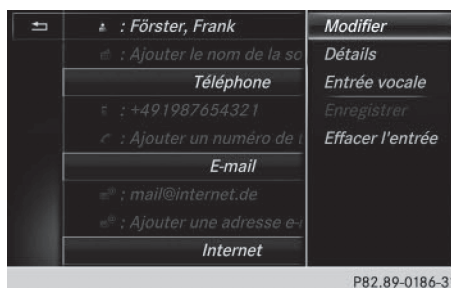 : Förster, Frank
: Ajouter le nom de la so
Téléphone
: +491987654321
: Ajouter un numéro de
E-mail
: mail@internet.de
: Ajouter une adresse e-
Internet
Modifier
Détails
Entrée vocale
Enregistrer
Effacer l'entrée
P82.89-0186-3